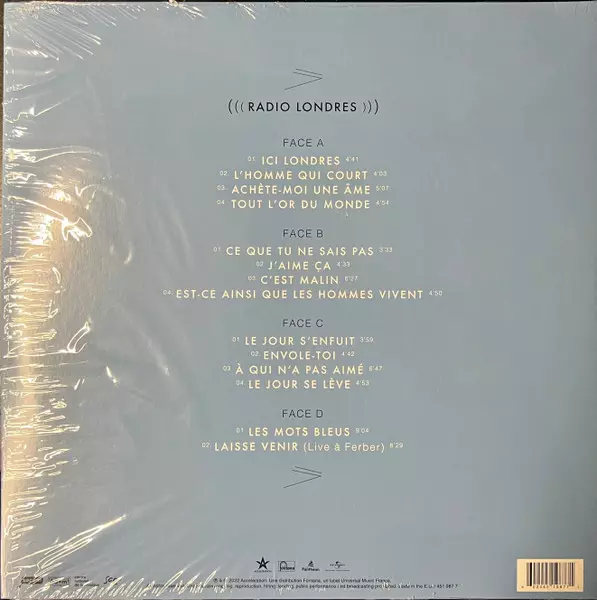 ((( RADIO LONDRES )))
FACE A
01 ICI LONDRES 4'41
02 L'HOMME QUI COURT 4'03
03 ACHÈTE-MOI UNE ÂME 5'07
04 TOUT L'OR DU MONDE 4'54
FACE B
01 CE QUE TU NE SAIS PAS 3'33
02 J'AIME ÇA 4'33
03 C'EST MALIN 6'27
04 EST-CE AINSI QUE LES HOMMES VIVENT 4'50
FACE C
01 LE JOUR S'ENFUIT 3'59
02 ENVOLE-TOI 4'42
03 À QUI N'A PAS AIMÉ 6'47
04 LE JOUR SE LÈVE 4'53
FACE D
01 LES MOTS BLEUS 9'04
02 LAISSE VENIR (Live à Ferber) 8'29